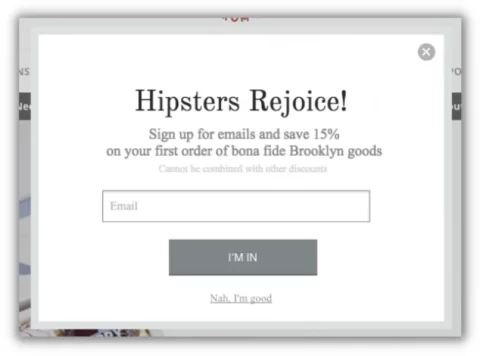 Hipsters Rejoice!
Sign up for emails and save 15%
on your first order of bona fide Brooklyn goods
Cannot be combined with other discounts
Email
I'M IN
Nah, I'm good